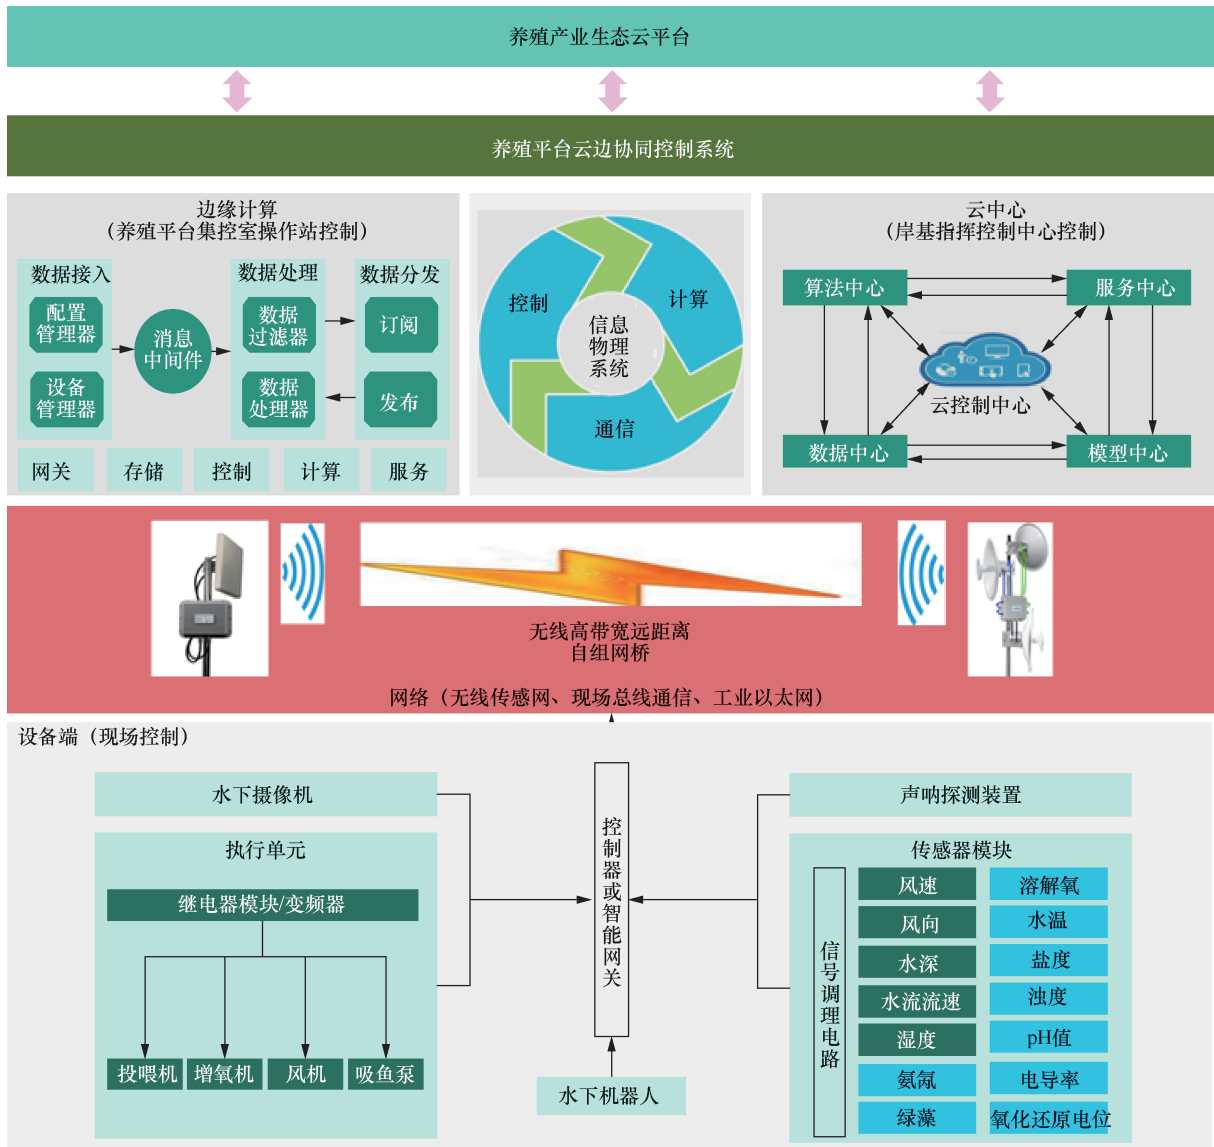 养殖产业生态云平台
养殖平台云边协同控制系统
边缘计算
（养殖平台集控室操作站控制）
数据接入
配置
管理器
设备
管理器
消息
中间件
数据处理
数据
过滤器
数据
处理器
数据分发
订阅
发布
网关
存储
控制
计算
服务
控制
计算
信息
物理
系统
通信
云中心
（岸基指挥控制中心控制）
算法中心
服务中心
云控制中心
数据中心
模型中心
无线高带宽远距离
自组网桥
网络（无线传感网、现场总线通信、工业以太网）
设备端（现场控制）
水下摄像机
执行单元
继电器模块/变频器
投喂机
增氧机
风机
吸鱼泵
控制器或智能网关
水下机器人
声呐探测装置
传感器模块
信号调理电路
风速
溶解氧
风向
水温
水深
盐度
水流流速
浊度
湿度
pH值
氨氮
电导率
绿藻
氧化还原电位